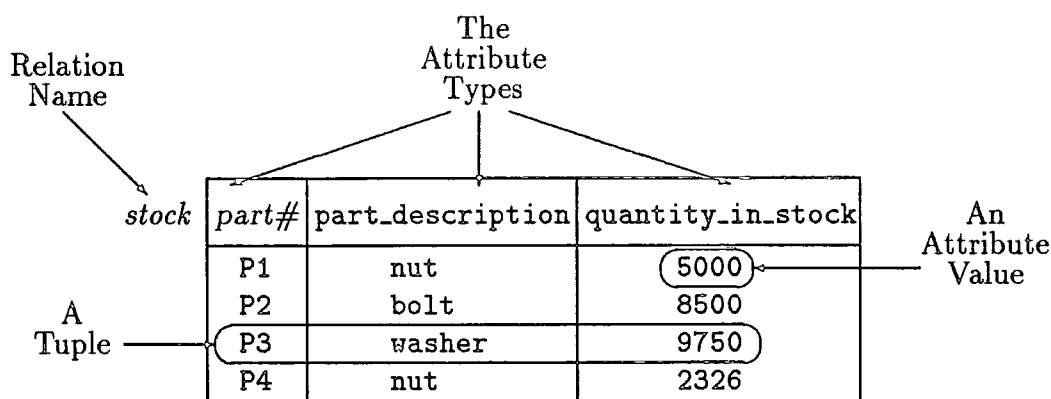 The
Attribute
Types
Relation
Name
stock part# part_description quantity_in_stock
P1 nut 5000
P2 bolt 8500
P3 washer 9750
P4 nut 2326
An
Attribute
Value
A
Tuple